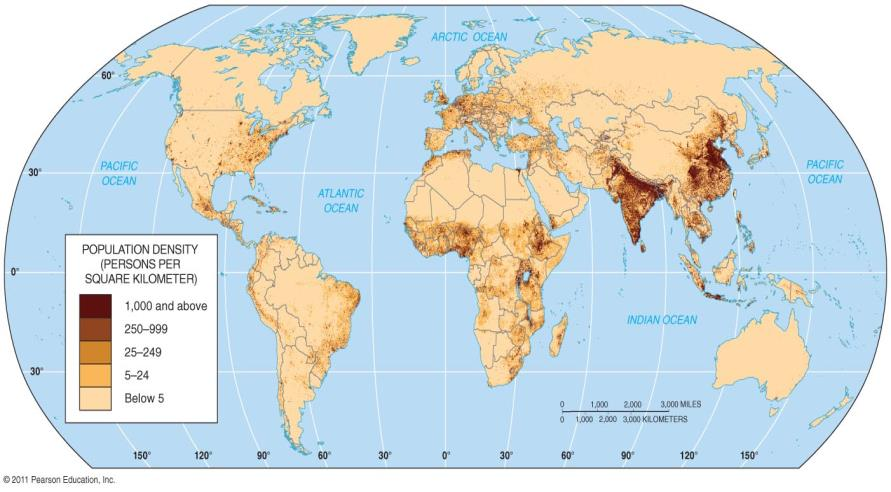 ARCTIC OCEAN
60°
PACIFIC
OCEAN
30°
ATLANTIC
OCEAN
PACIFIC
OCEAN
POPULATION DENSITY
(PERSONS PER
SQUARE KILOMETER)
1,000 and above
250–999
25–249
5–24
Below 5
0°
INDIAN OCEAN
30°
0 1,000 2,000 3,000 MILES
0 1,000 2,000 3,000 KILOMETERS
150° 120° 90° 60° 30° 0° 30° 60° 90° 120° 150°
© 2011 Pearson Education, Inc.